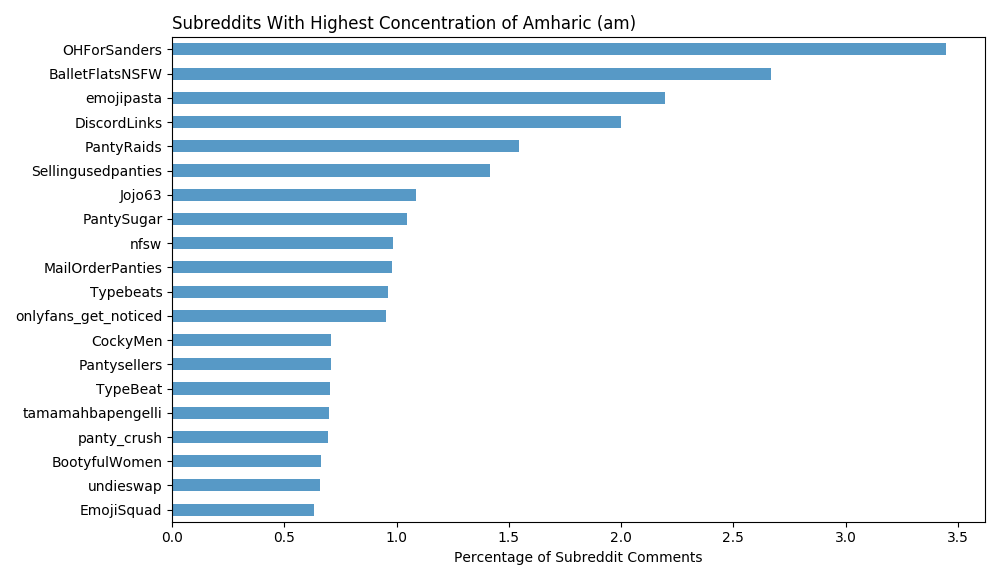 Subreddits With Highest Concentration of Amharic (am)
OHForSanders
BalletFlatsNSFW
emojipasta
DiscordLinks
PantyRaids
Sellingusedpanties
Jojo63
PantySugar
nfsw
MailOrderPanties
Typebeats
onlyfans_get_noticed
CockyMen
Pantysellers
TypeBeat
tamamahbapengelli
panty_crush
BootyfulWomen
undieswap
EmojiSquad
0.0 0.5 1.0 1.5 2.0 2.5 3.0 3.5
Percentage of Subreddit Comments